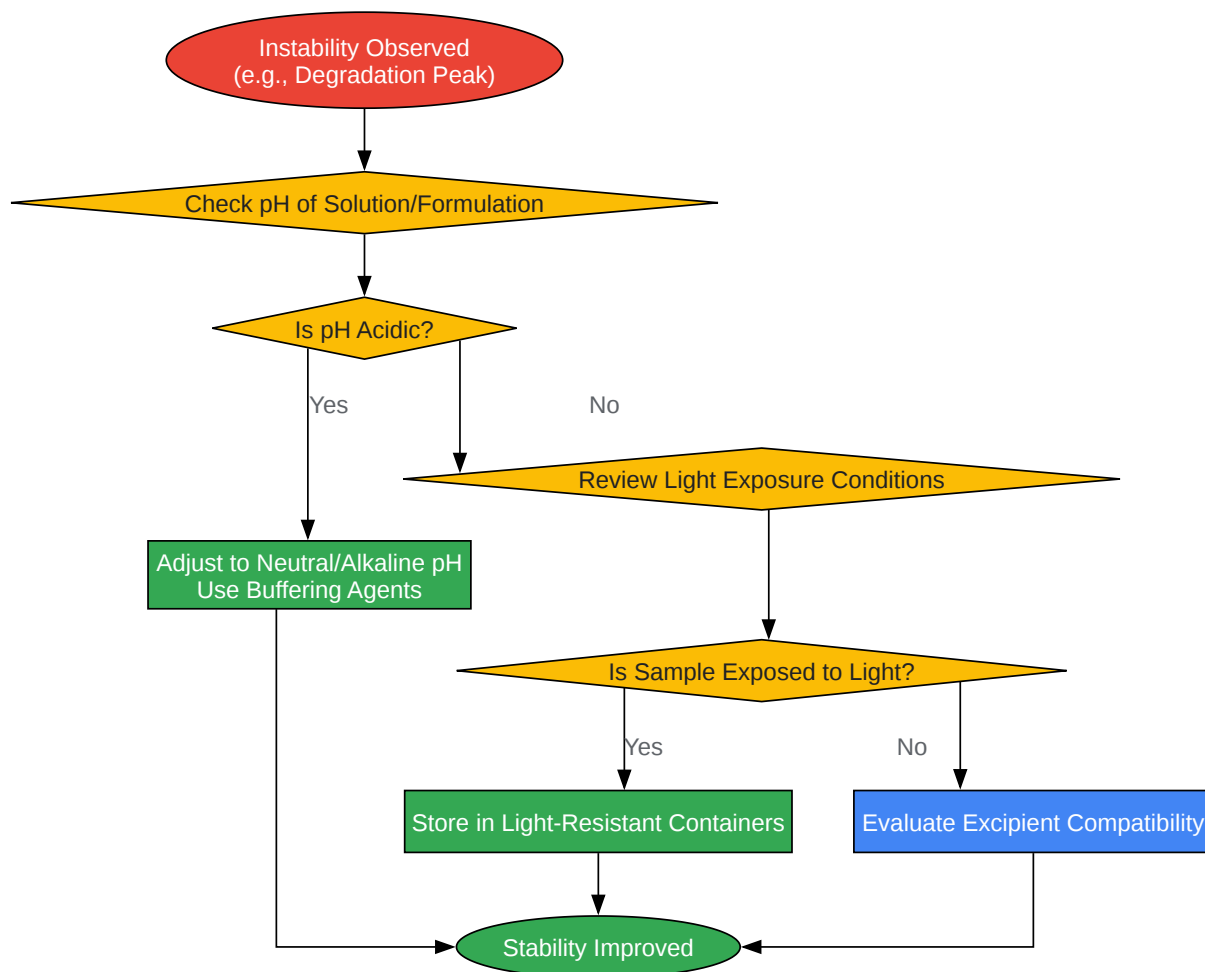 Instability Observed
(e.g., Degradation Peak)
Check pH of Solution/Formulation
Is pH Acidic?
Yes
No
Review Light Exposure Conditions
Adjust to Neutral/Alkaline pH
Use Buffering Agents
Is Sample Exposed to Light?
Yes
No
Store in Light-Resistant Containers
Evaluate Excipient Compatibility
Stability Improved